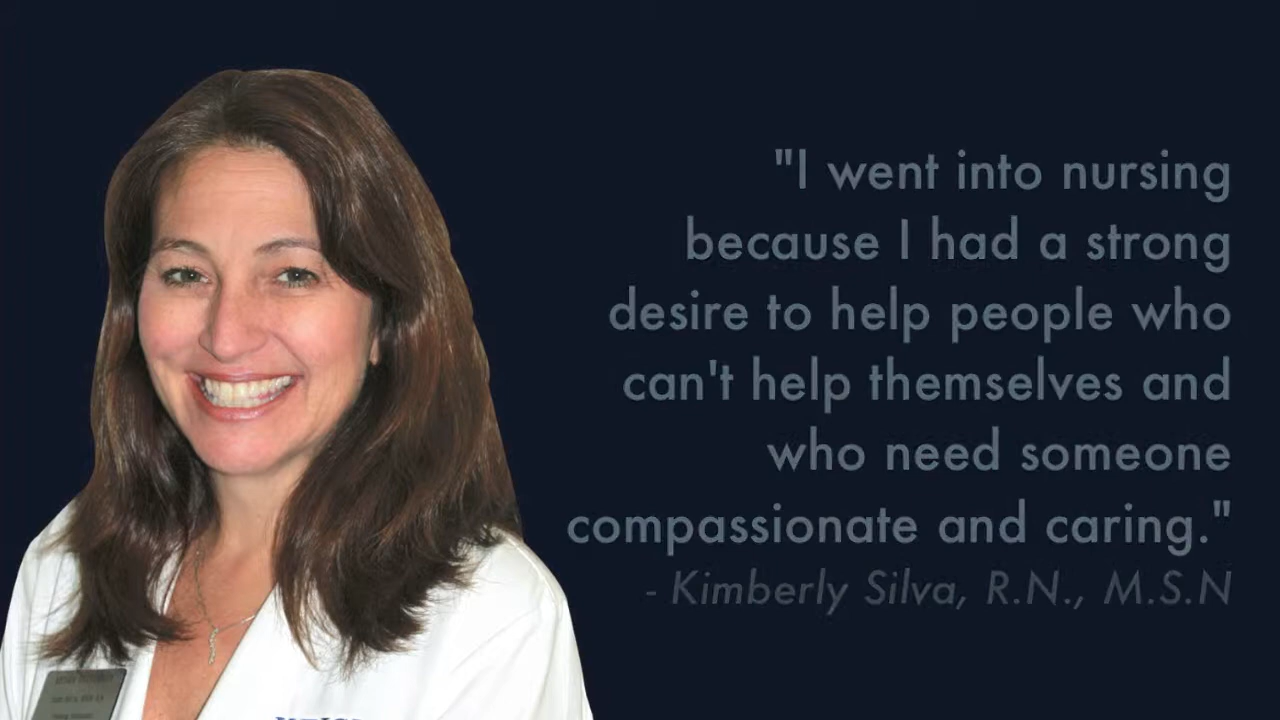 "I went into nursing
because I had a strong
desire to help people who
can't help themselves and
who need someone
compassionate and caring."
- Kimberly Silva, R.N., M.S.N